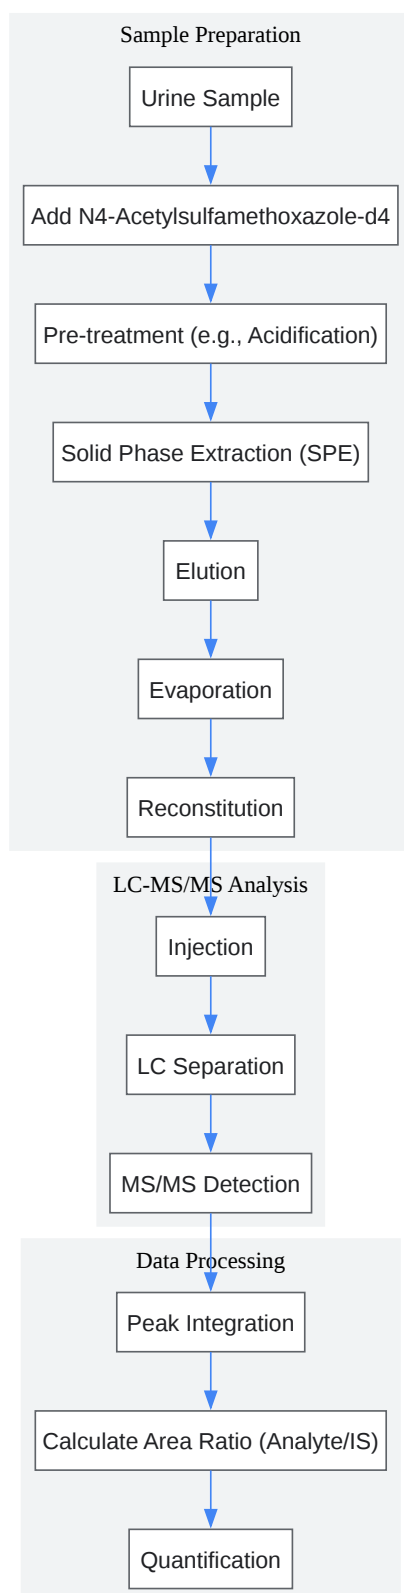 Sample Preparation
Urine Sample
Add N4-Acetylsulfamethoxazole-d4
Pre-treatment (e.g., Acidification)
Solid Phase Extraction (SPE)
Elution
Evaporation
Reconstitution
LC-MS/MS Analysis
Injection
LC Separation
MS/MS Detection
Data Processing
Peak Integration
Calculate Area Ratio (Analyte/IS)
Quantification